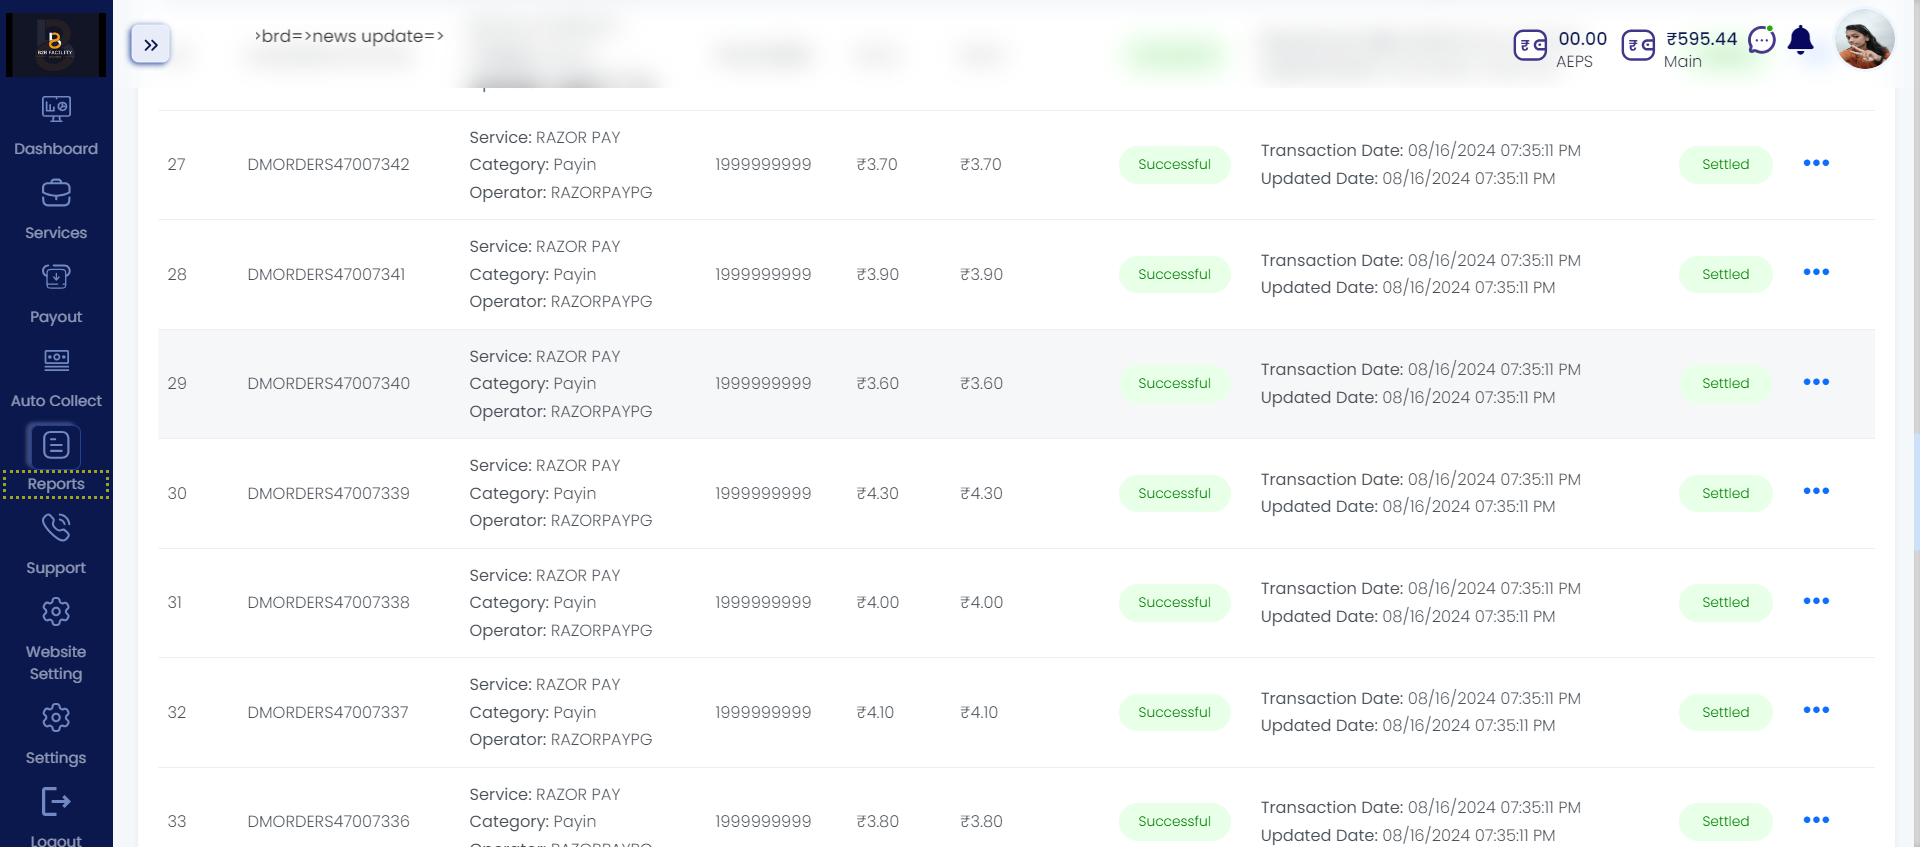 >brd=>news update=>
00.00
AEPS
₹595.44
Main
B2B FACILITY
Dashboard
Services
Payout
Auto Collect
Reports
Support
Website
Setting
Settings
Logout
27 DMORDERS47007342 Service: RAZOR PAY Category: Payin Operator: RAZORPAYPG 1999999999 ₹3.70 ₹3.70 Successful Transaction Date: 08/16/2024 07:35:11 PM Updated Date: 08/16/2024 07:35:11 PM Settled
28 DMORDERS47007341 Service: RAZOR PAY Category: Payin Operator: RAZORPAYPG 1999999999 ₹3.90 ₹3.90 Successful Transaction Date: 08/16/2024 07:35:11 PM Updated Date: 08/16/2024 07:35:11 PM Settled
29 DMORDERS47007340 Service: RAZOR PAY Category: Payin Operator: RAZORPAYPG 1999999999 ₹3.60 ₹3.60 Successful Transaction Date: 08/16/2024 07:35:11 PM Updated Date: 08/16/2024 07:35:11 PM Settled
30 DMORDERS47007339 Service: RAZOR PAY Category: Payin Operator: RAZORPAYPG 1999999999 ₹4.30 ₹4.30 Successful Transaction Date: 08/16/2024 07:35:11 PM Updated Date: 08/16/2024 07:35:11 PM Settled
31 DMORDERS47007338 Service: RAZOR PAY Category: Payin Operator: RAZORPAYPG 1999999999 ₹4.00 ₹4.00 Successful Transaction Date: 08/16/2024 07:35:11 PM Updated Date: 08/16/2024 07:35:11 PM Settled
32 DMORDERS47007337 Service: RAZOR PAY Category: Payin Operator: RAZORPAYPG 1999999999 ₹4.10 ₹4.10 Successful Transaction Date: 08/16/2024 07:35:11 PM Updated Date: 08/16/2024 07:35:11 PM Settled
33 DMORDERS47007336 Service: RAZOR PAY Category: Payin Operator: RAZORPAYPG 1999999999 ₹3.80 ₹3.80 Successful Transaction Date: 08/16/2024 07:35:11 PM Updated Date: 08/16/2024 07:35:11 PM Settled